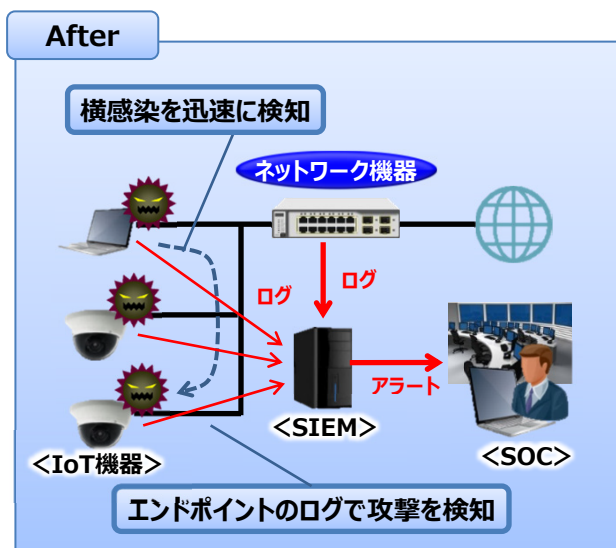 After
横感染を迅速に検知
ネットワーク機器
ログ
ログ
アラート
<SIEM>
<SOC>
<IoT機器>
エンドポイントのログで攻撃を検知